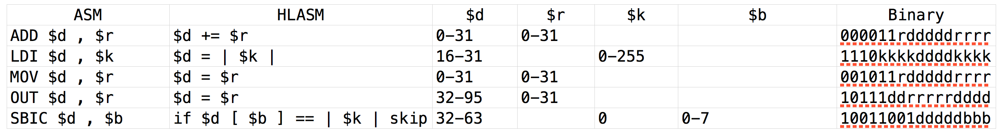 ASM HLASM $d $r $k $b Binary
ADD $d , $r $d += $r 0-31 0-31 000011rdddddrrrr
LDI $d , $k $d = | $k | 16-31 0-255 1110kkkkddddkkkk
MOV $d , $r $d = $r 0-31 0-31 001011rdddddrrrr
OUT $d , $r $d = $r 32-95 0-31 10111ddrrrrrdddd
SBIC $d , $b if $d [ $b ] == | $k | skip 32-63 0 0-7 10011001dddddbbb